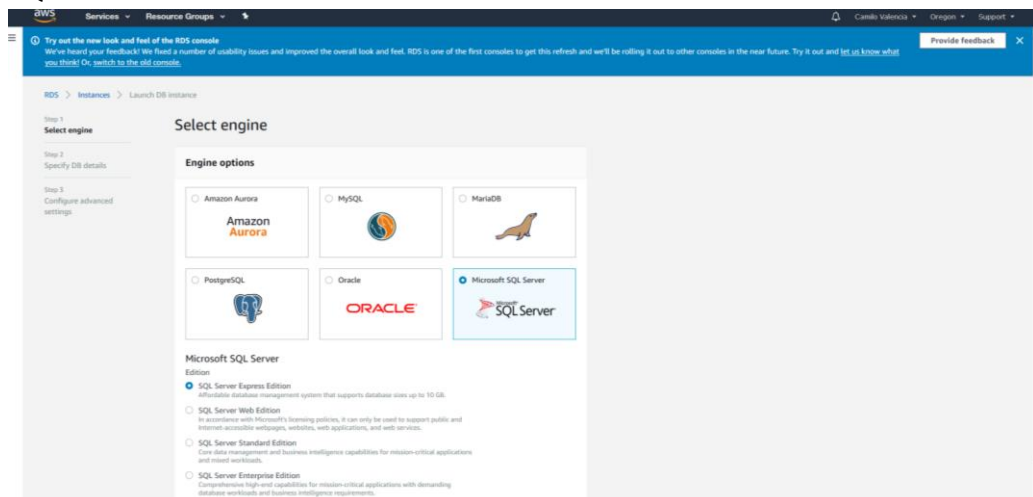 aws Services Resource Groups Camilo Valencia Oregon Support
Try out the new look and feel of the RDS console
We've heard your feedback! We fixed a number of usability issues and improved the overall look and feel. RDS is one of the first consoles to get this refresh and we'll be rolling it out to other consoles in the near future. Try it out and let us know what
you think! Or, switch to the old console.
Provide feedback
RDS > Instances > Launch DB instance
Step 1
Select engine
Step 2
Specify DB details
Step 3
Configure advanced
settings
Select engine
Engine options
Amazon Aurora
Amazon
Aurora
MySQL
MariaDB
PostgreSQL
Oracle
ORACLE
Microsoft SQL Server
Microsoft
SQL Server
Microsoft SQL Server
Edition
SQL Server Express Edition
Affordable database management system that supports database sizes up to 10 GB.
SQL Server Web Edition
In accordance with Microsoft's licensing policies, it can only be used to support public and
Internet-accessible webpages, websites, web applications, and web services.
SQL Server Standard Edition
Core data management and business intelligence capabilities for mission-critical applications
and mixed workloads.
SQL Server Enterprise Edition
Comprehensive high-end capabilities for mission-critical applications with demanding
database workloads and business intelligence requirements.